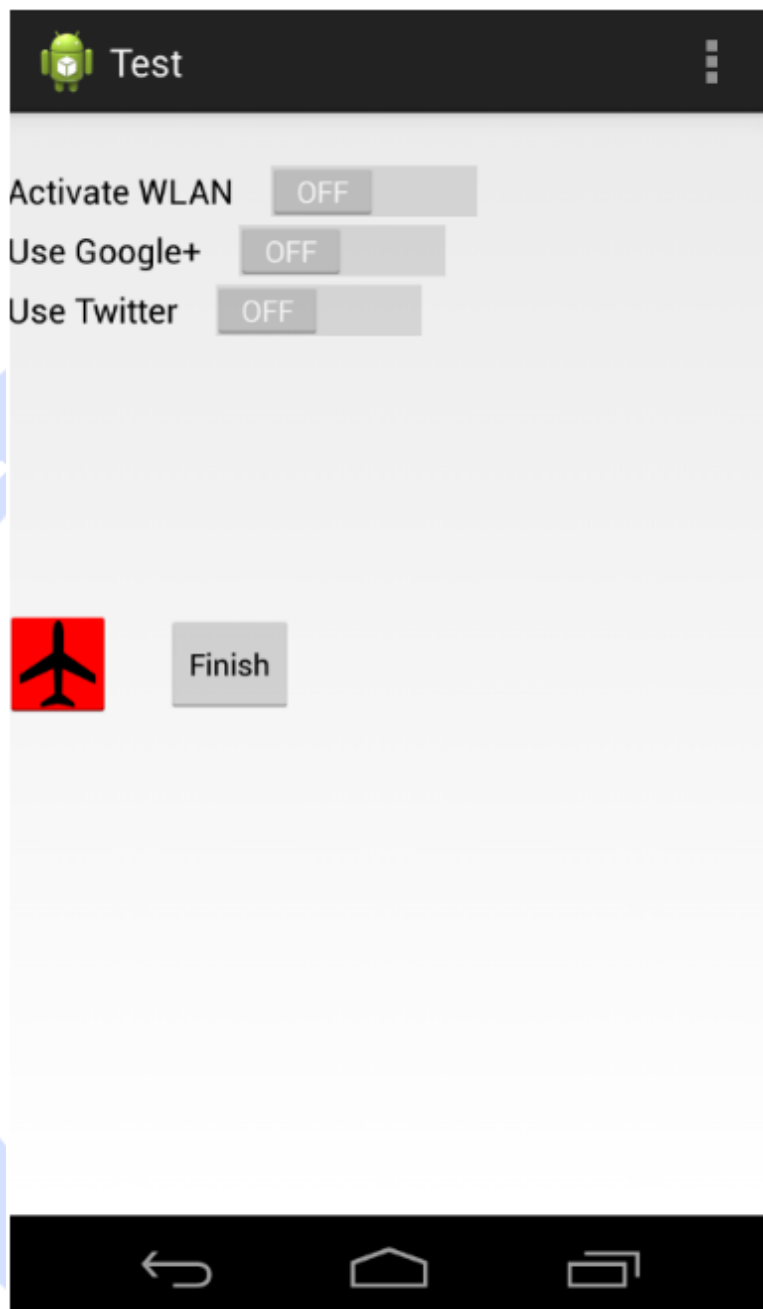 Test
Activate WLAN OFF
Use Google+ OFF
Use Twitter OFF
Finish